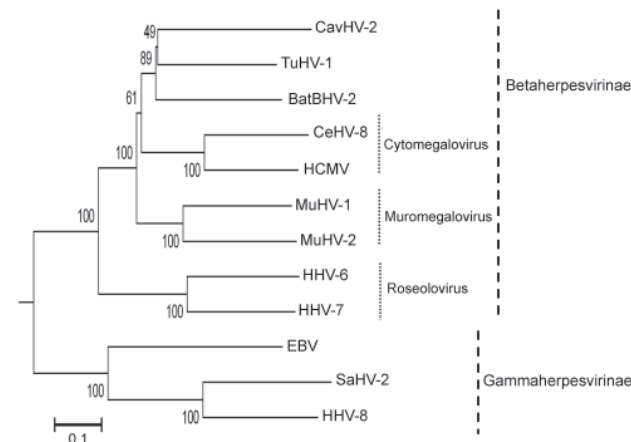 49
CavHV-2
89
TuHV-1
61
BatBHV-2
Betaherpesvirinae
100
CeHV-8
Cytomegalovirus
100
HCMV
100
MuHV-1
Muromegalovirus
100
MuHV-2
HHV-6
Roseolovirus
100
HHV-7
EBV
100
SaHV-2
Gammaherpesvirinae
100
HHV-8
0.1